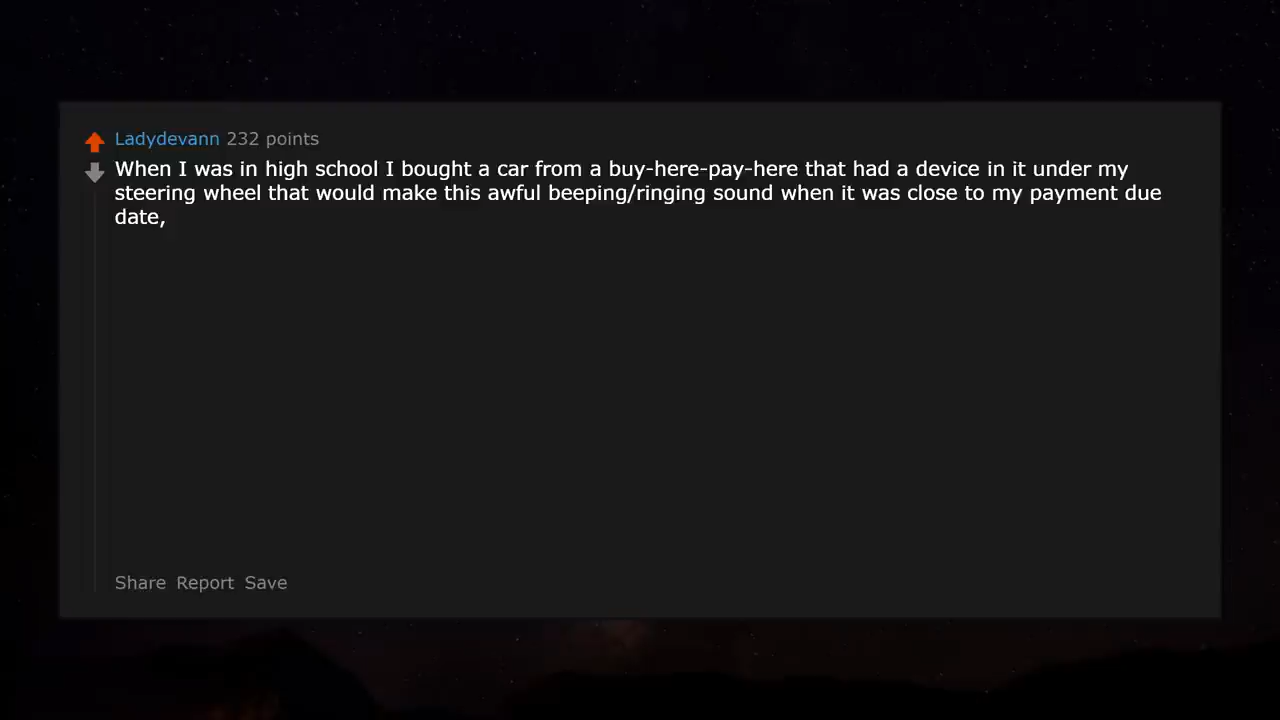 Ladydevann 232 points
When I was in high school I bought a car from a buy-here-pay-here that had a device in it under my
steering wheel that would make this awful beeping/ringing sound when it was close to my payment due
date,
Share Report Save